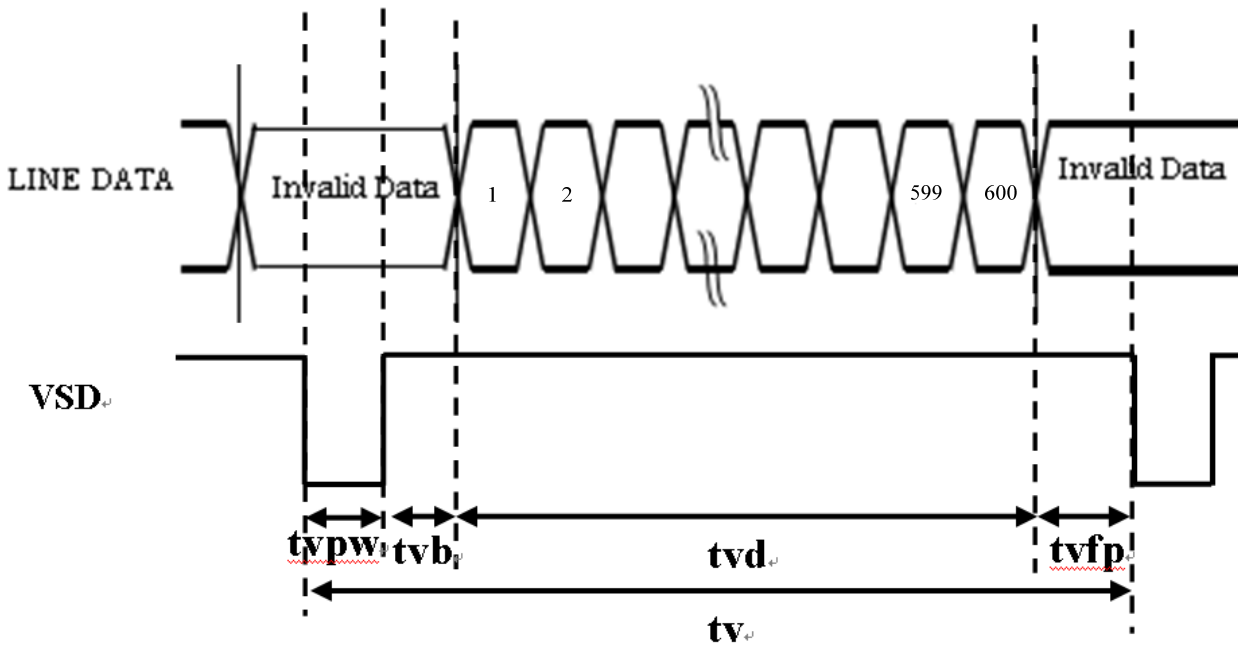 LINE DATA
Invalid Data
1
2
599
600
Invalid Data
VSD
tvpw
tvb
tvd
tvfp
tv